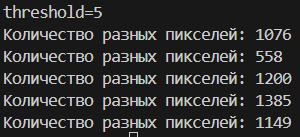 threshold=5
Количество разных пикселей: 1076
Количество разных пикселей: 558
Количество разных пикселей: 1200
Количество разных пикселей: 1385
Количество разных пикселей: 1149